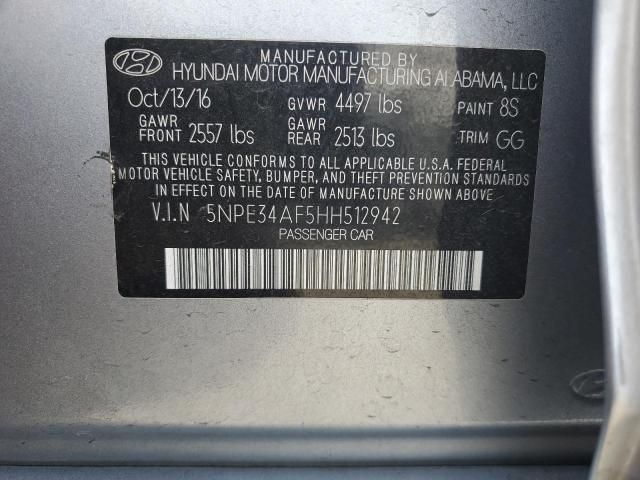 MANUFACTURED BY
HYUNDAI MOTOR MANUFACTURING ALABAMA, LLC
Oct/13/16 GVWR 4497 lbs PAINT 8S
GAWR FRONT 2557 lbs GAWR REAR 2513 lbs TRIM GG
THIS VEHICLE CONFORMS TO ALL APPLICABLE U.S.A. FEDERAL
MOTOR VEHICLE SAFETY, BUMPER, AND THEFT PREVENTION STANDARDS
IN EFFECT ON THE DATE OF MANUFACTURE SHOWN ABOVE.
V.I.N 5NPE34AF5HH512942
PASSENGER CAR